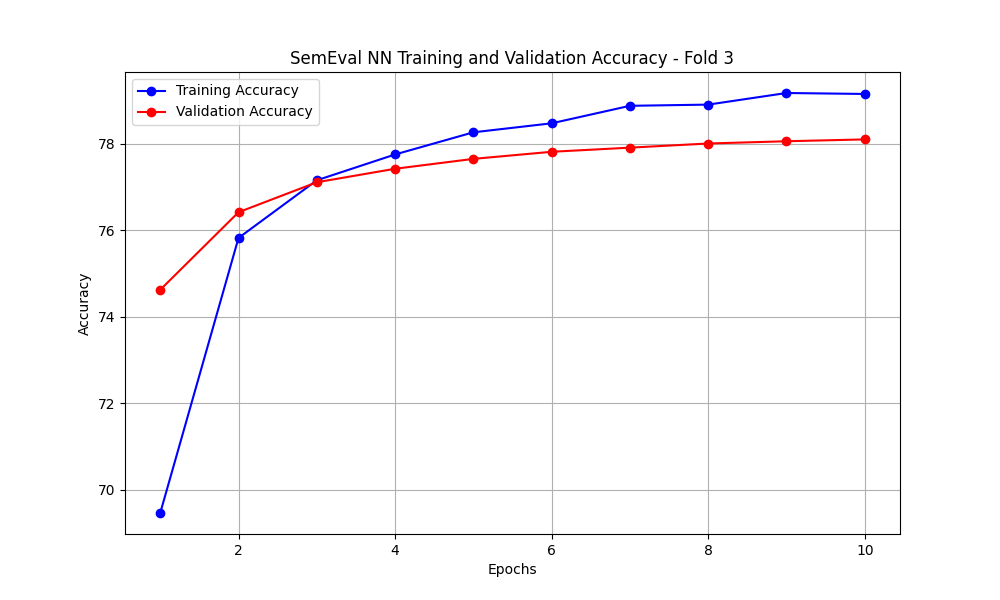 SemEval NN Training and Validation Accuracy - Fold 3
Training Accuracy
Validation Accuracy
78
76
74
72
70
Accuracy
2 4 6 8 10
Epochs